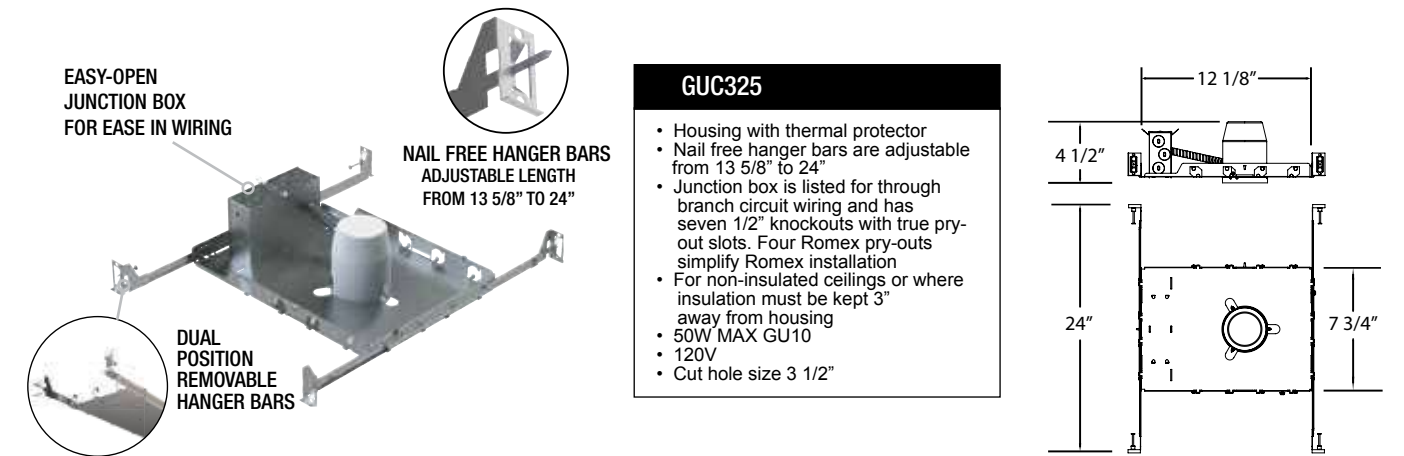 EASY-OPEN
JUNCTION BOX
FOR EASE IN WIRING
NAIL FREE HANGER BARS
ADJUSTABLE LENGTH
FROM 13 5/8” TO 24”
DUAL
POSITION
REMOVABLE
HANGER BARS
GUC325
• Housing with thermal protector
• Nail free hanger bars are adjustable
from 13 5/8” to 24”
• Junction box is listed for through
branch circuit wiring and has
seven 1/2” knockouts with true pry-
out slots. Four Romex pry-outs
simplify Romex installation
• For non-insulated ceilings or where
insulation must be kept 3”
away from housing
• 50W MAX GU10
• 120V
• Cut hole size 3 1/2”
12 1/8”
4 1/2”
24”
7 3/4”